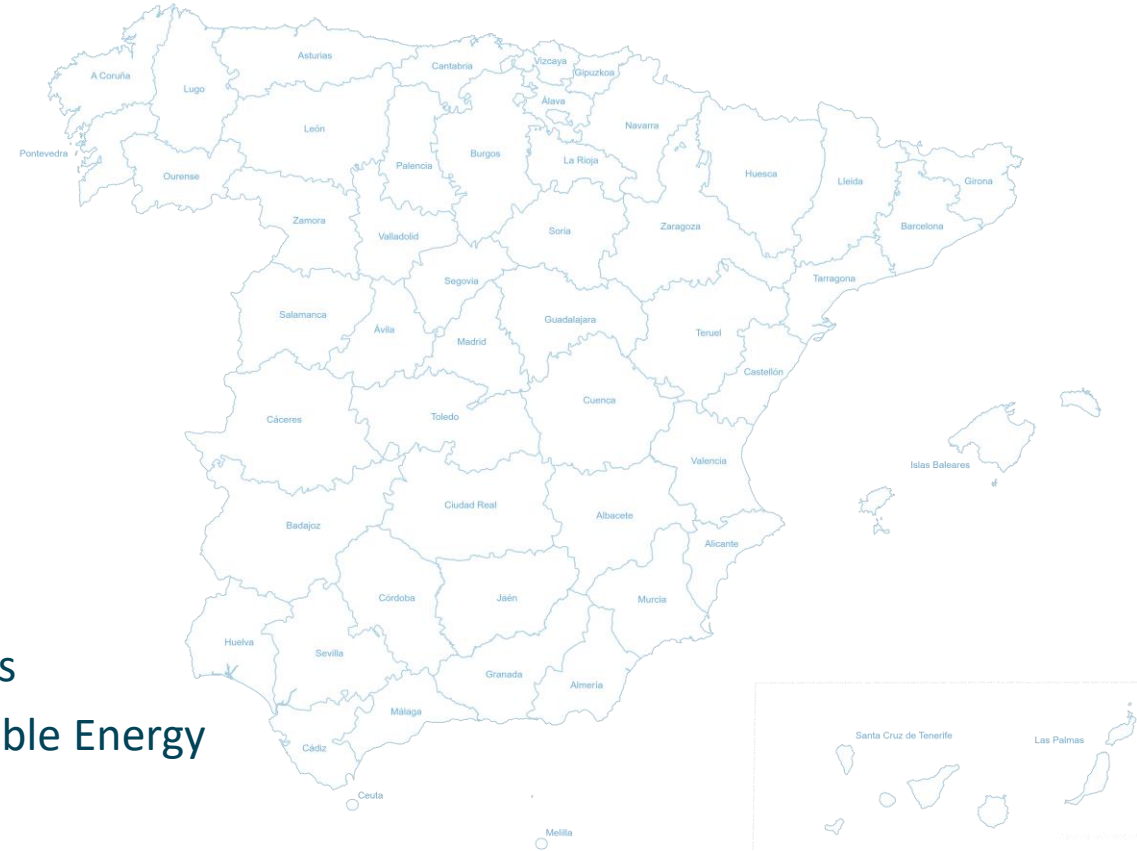 Asturias
Cantabria
Vizcaya
Gipuzkoa
A Coruña
Lugo
Álava
León
Navarra
Pontevedra
Burgos
La Rioja
Palencia
Ourense
Huesca
Lleida
Girona
Zamora
Valladolid
Soria
Zaragoza
Barcelona
Segovia
Tarragona
Salamanca
Ávila
Madrid
Guadalajara
Teruel
Castellón
Cáceres
Toledo
Cuenca
Valencia
Islas Baleares
Badajoz
Ciudad Real
Albacete
Alicante
Córdoba
Jaén
Murcia
Huelva
Sevilla
s
Granada
Almería
Málaga
ble Energy
Cádiz
Santa Cruz de Tenerife
Las Palmas
Ceuta
Melilla